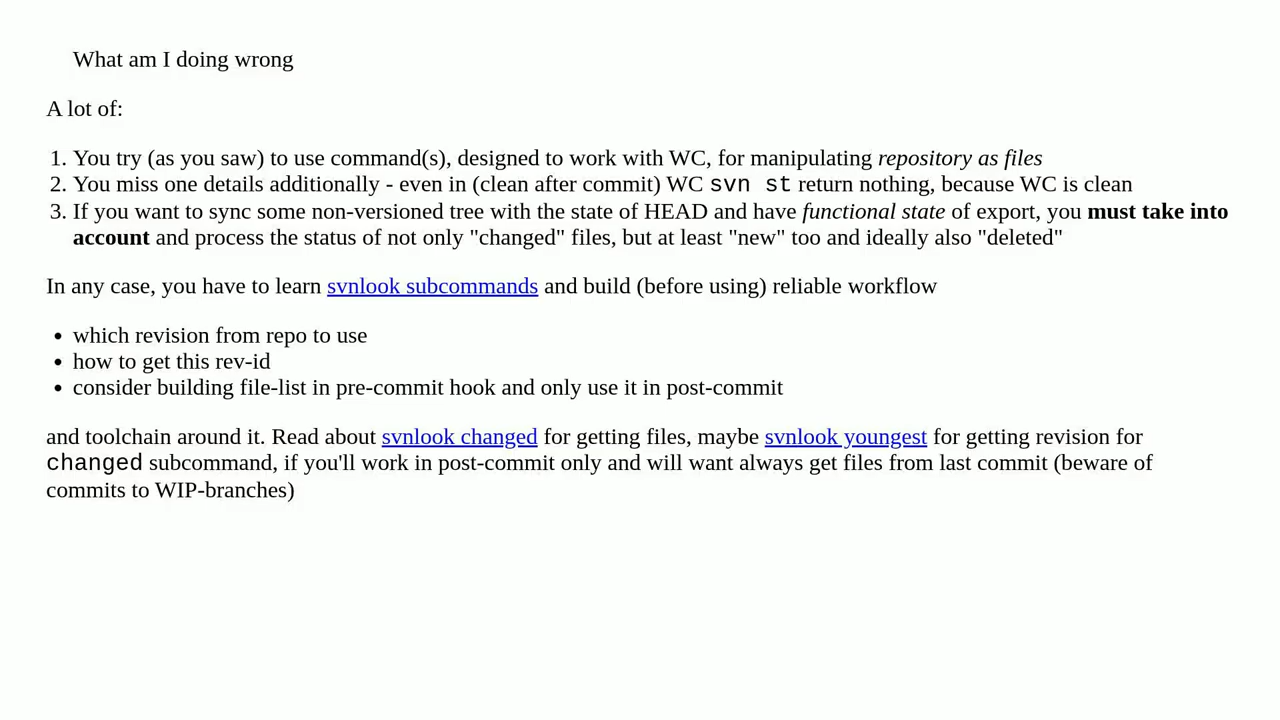 What am I doing wrong
A lot of:
1. You try (as you saw) to use command(s), designed to work with WC, for manipulating repository as files
2. You miss one details additionally - even in (clean after commit) WC svn st return nothing, because WC is clean
3. If you want to sync some non-versioned tree with the state of HEAD and have functional state of export, you must take into
account and process the status of not only "changed" files, but at least "new" too and ideally also "deleted"
In any case, you have to learn svnlook subcommands and build (before using) reliable workflow
• which revision from repo to use
• how to get this rev-id
• consider building file-list in pre-commit hook and only use it in post-commit
and toolchain around it. Read about svnlook changed for getting files, maybe svnlook youngest for getting revision for
changed subcommand, if you'll work in post-commit only and will want always get files from last commit (beware of
commits to WIP-branches)